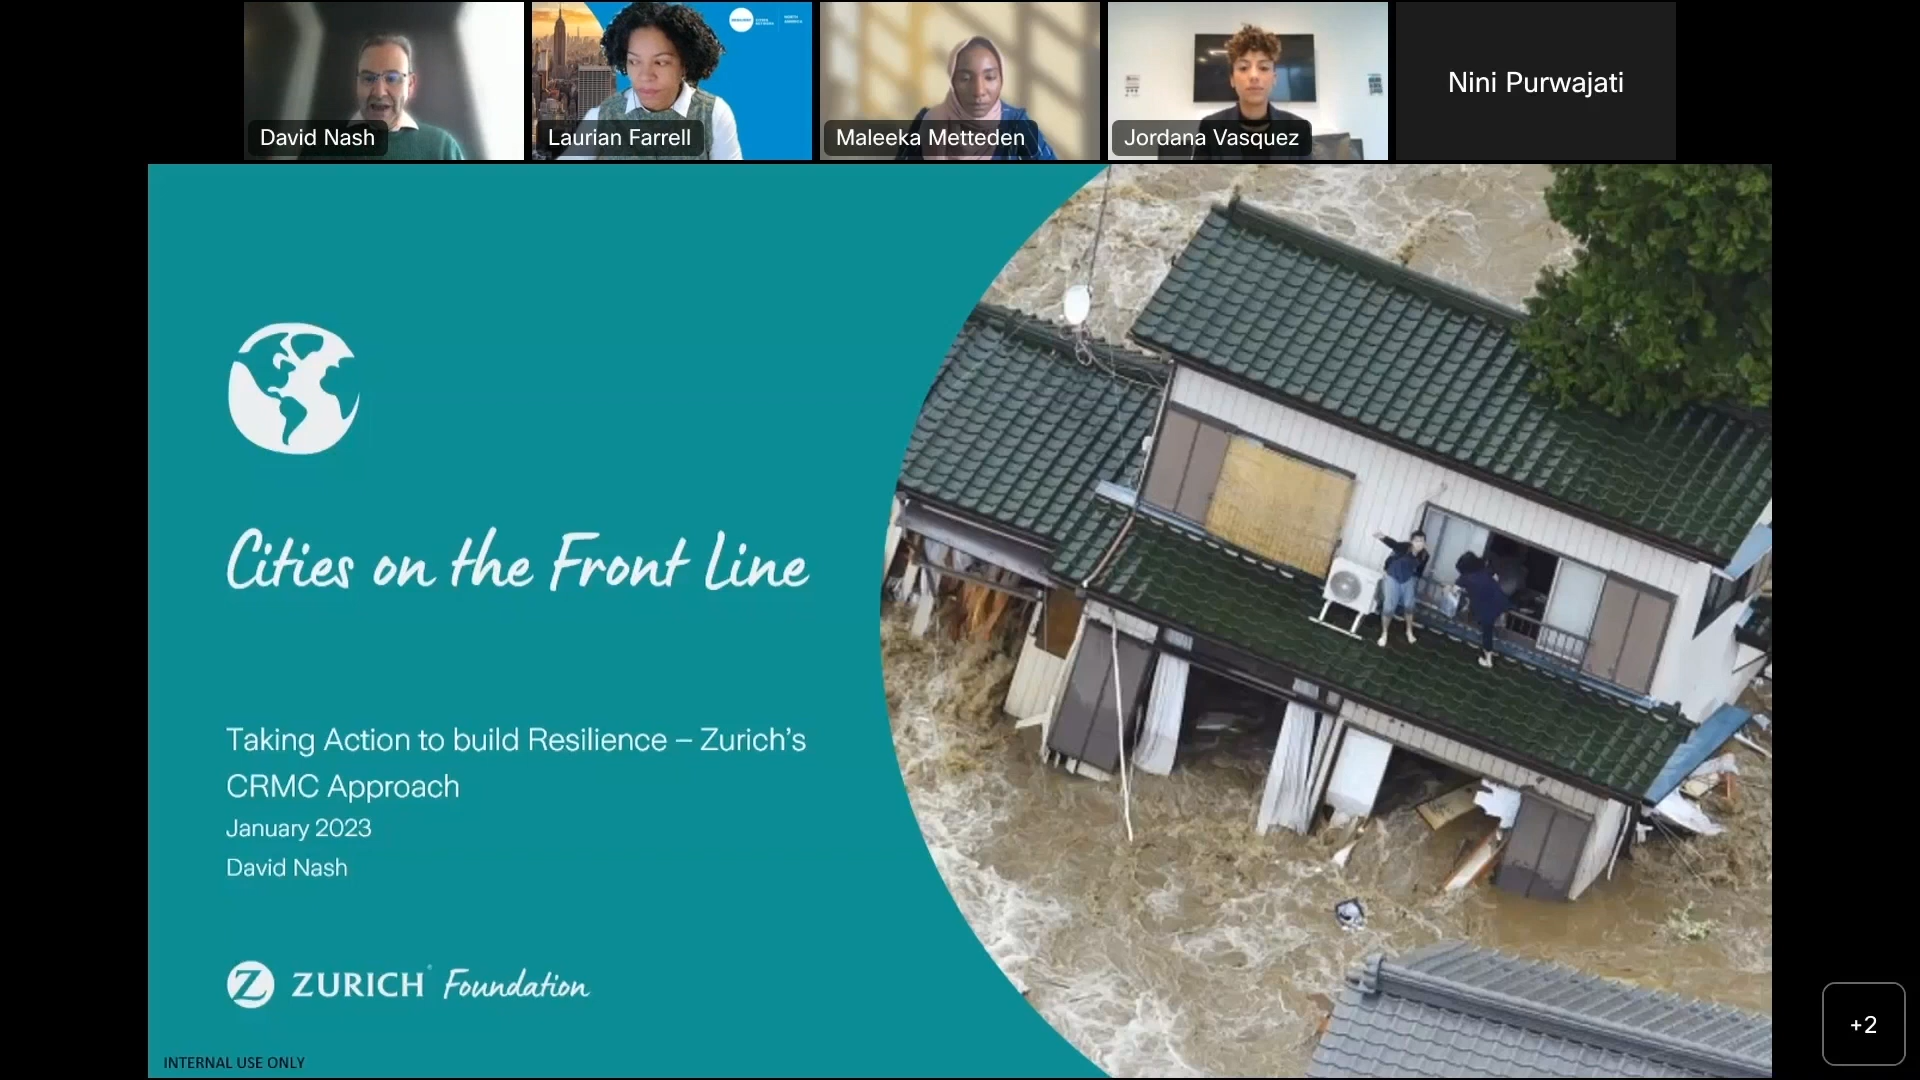 David Nash
Laurian Farrell
Maleeka Metteden
Jordana Vasquez
Nini Purwajati
Cities on the Front Line
Taking Action to build Resilience – Zurich’s
CRMC Approach
January 2023
David Nash
ZURICH Foundation
INTERNAL USE ONLY
+2